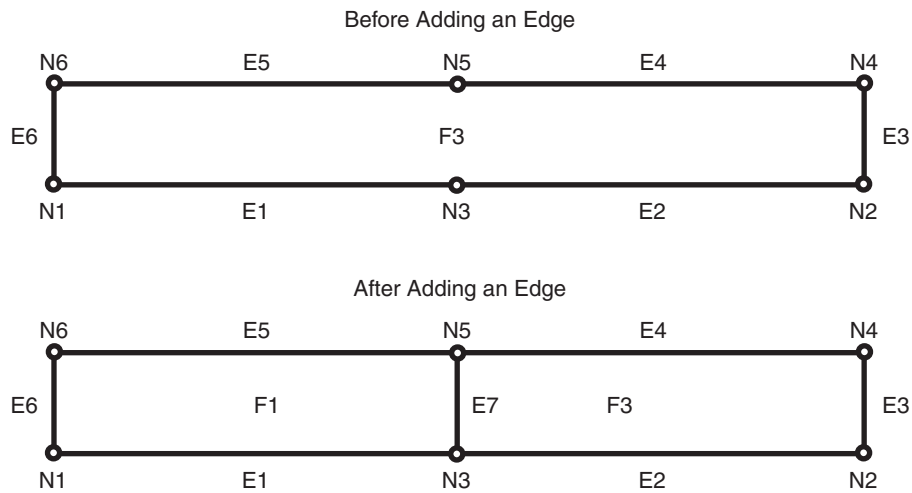 Before Adding an Edge
N6 E5 N5 E4 N4
E6 F3 E3
N1 E1 N3 E2 N2
After Adding an Edge
N6 E5 N5 E4 N4
E6 F1 E7 F3 E3
N1 E1 N3 E2 N2